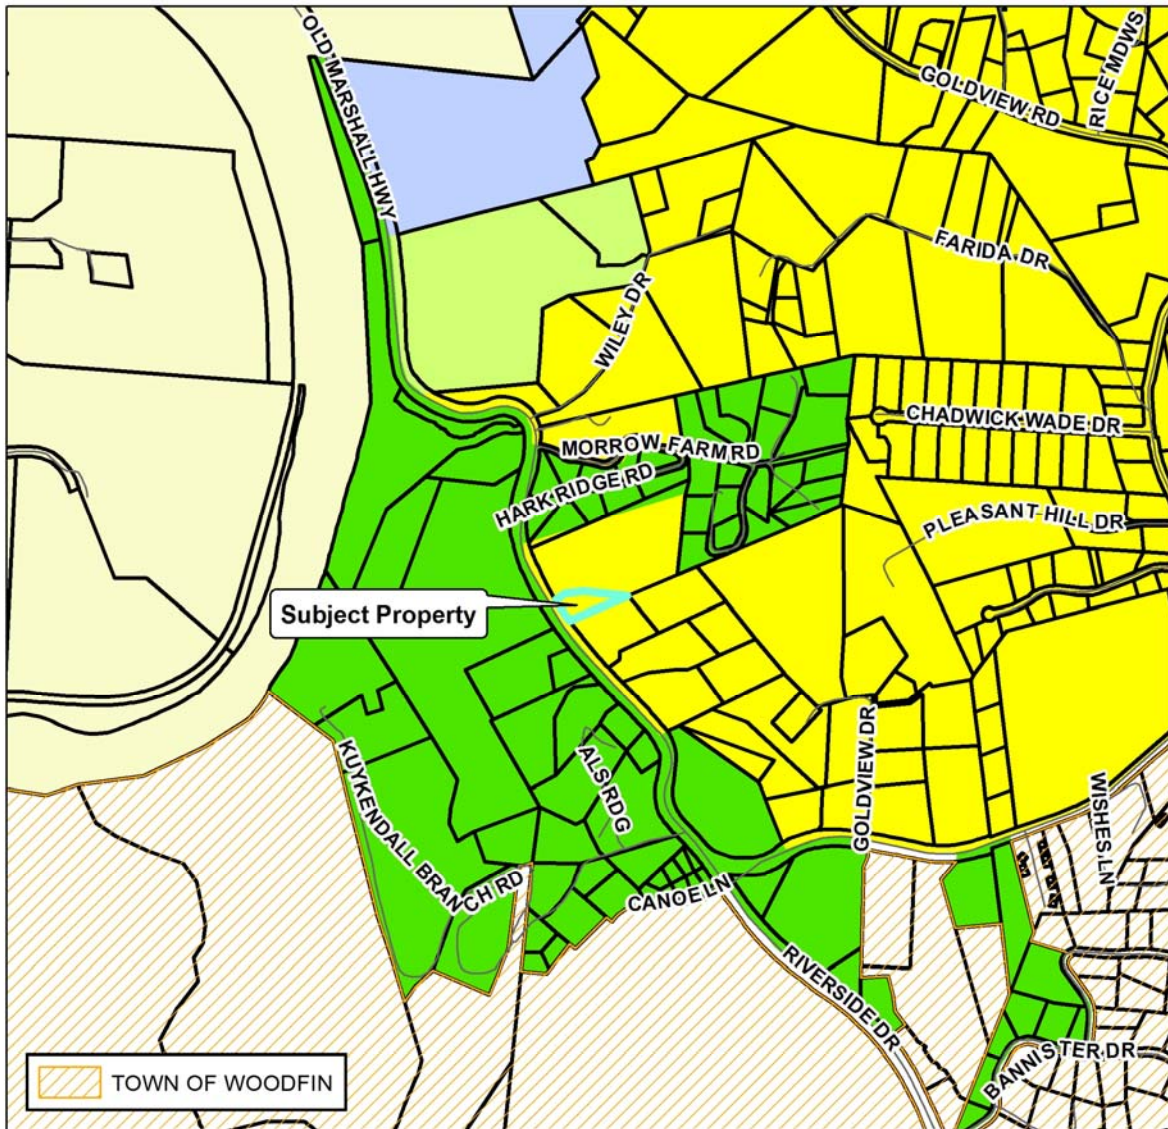 OLD MARSHALL HWY
GOLDVIEW RD
RICE MDWS
FARIDA DR
WILEY DR
CHADWICK WADE DR
MORROW FARM RD
HARK RIDGE RD
PLEASANT HILL DR
Subject Property
GOLDVIEW DR
ALS RDG
KUYKENDALL BRANCH RD
WISHES LN
CANOE LN
RIVERSIDE DR
BANNISTER DR
TOWN OF WOODFIN